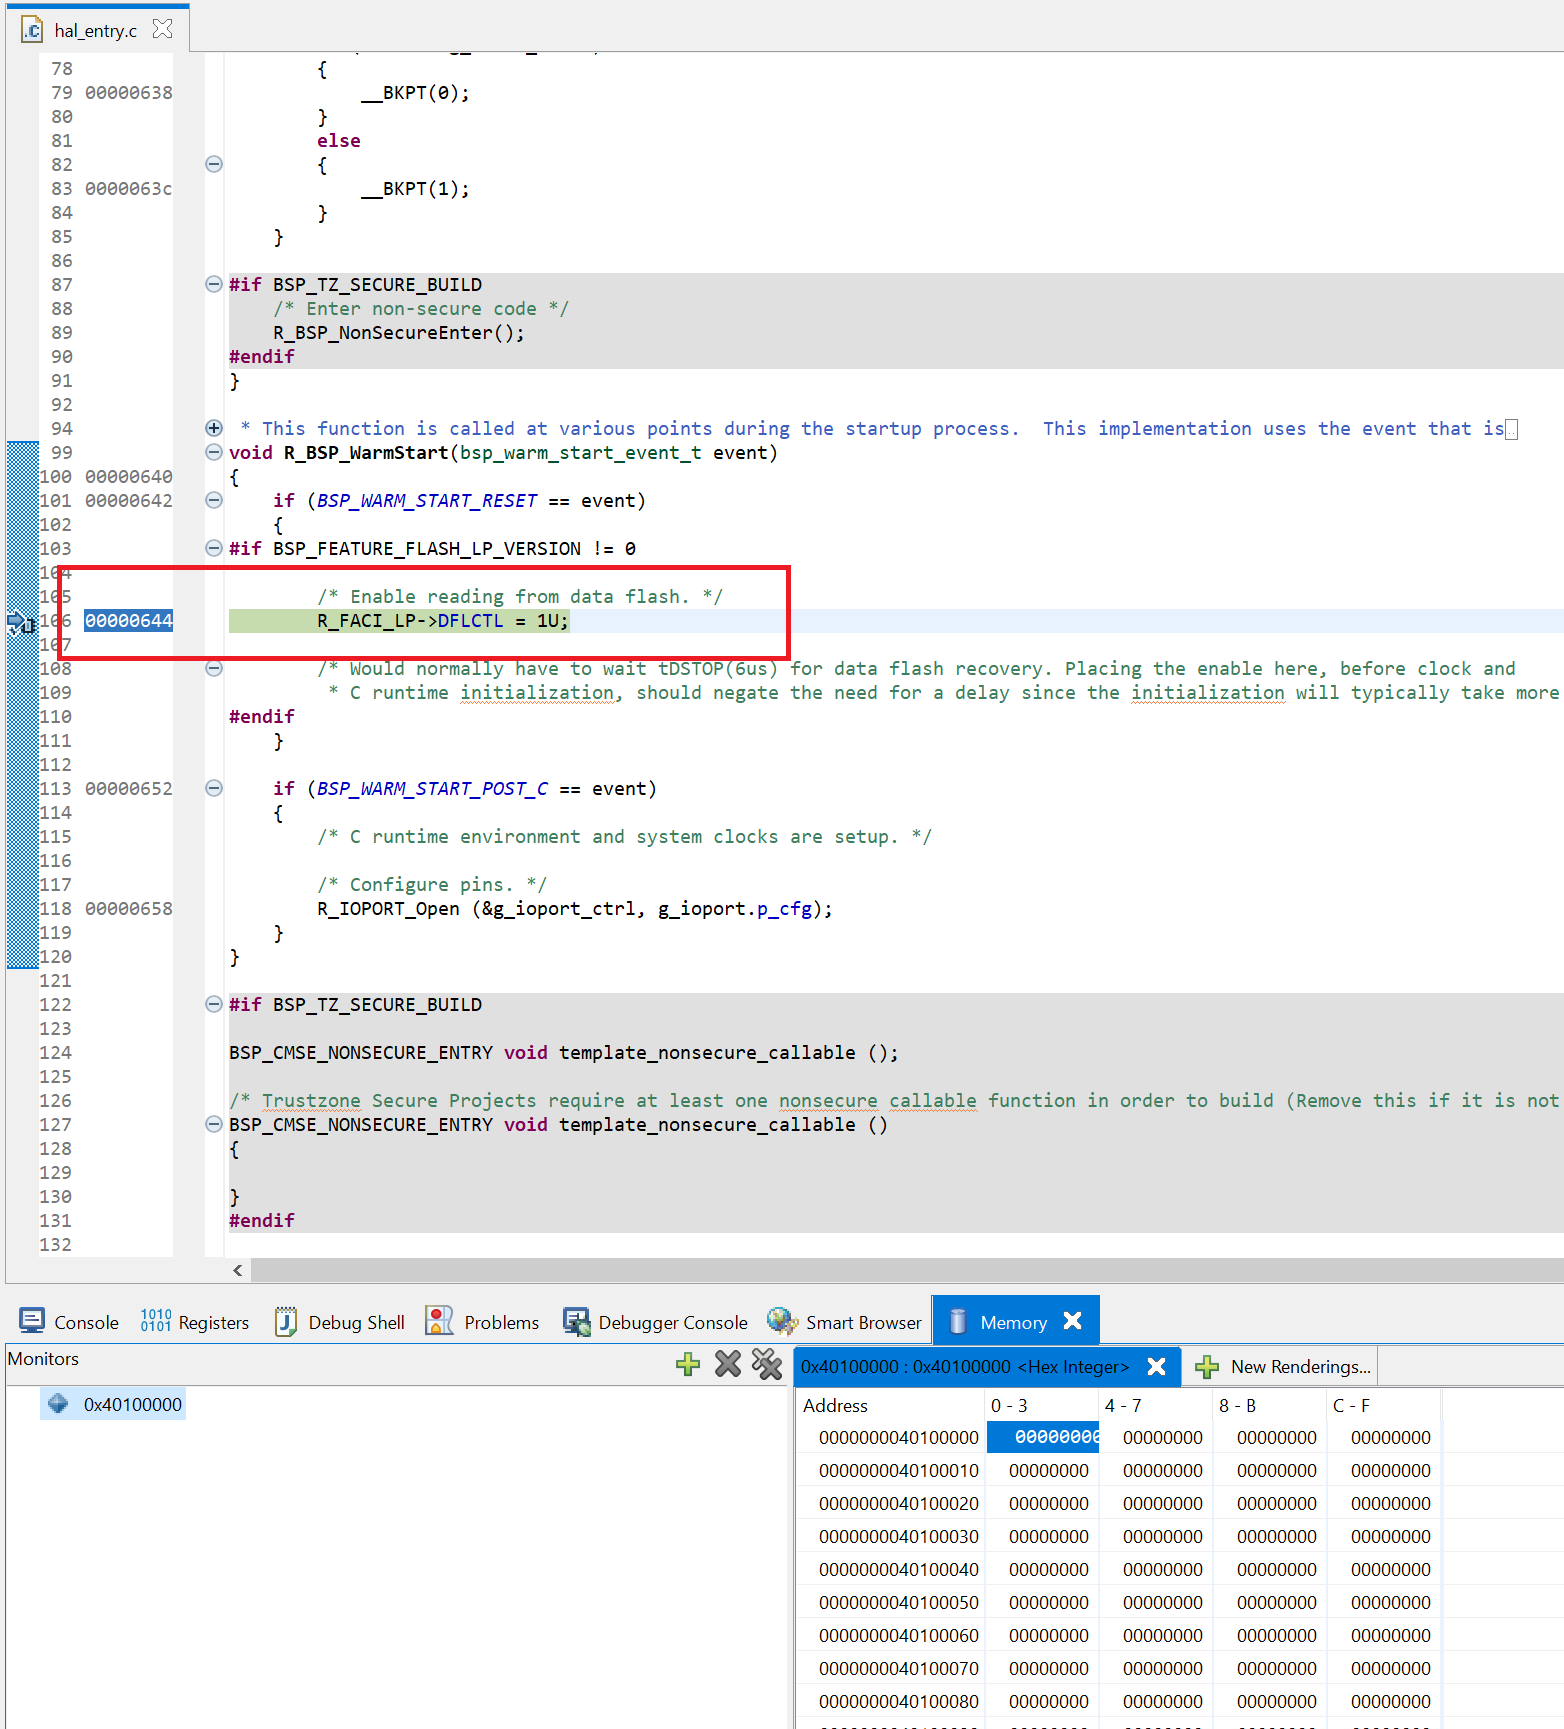 hal_entry.c
78 {
79 00000638 __BKPT(0);
80 }
81 else
82 {
83 0000063c __BKPT(1);
84 }
85 }
86
87 #if BSP_TZ_SECURE_BUILD
88 /* Enter non-secure code */
89 R_BSP_NonSecureEnter();
90 #endif
91 }
92
94 * This function is called at various points during the startup process.  This implementation uses the event that is
99 void R_BSP_WarmStart(bsp_warm_start_event_t event)
100 00000640 {
101 00000642 if (BSP_WARM_START_RESET == event)
102 {
103 #if BSP_FEATURE_FLASH_LP_VERSION != 0
104
105 /* Enable reading from data flash. */
106 00000644 R_FACI_LP->DFLCTL = 1U;
107
108 /* Would normally have to wait tDSTOP(6us) for data flash recovery. Placing the enable here, before clock and
109 * C runtime initialization, should negate the need for a delay since the initialization will typically take more
110 #endif
111 }
112
113 00000652 if (BSP_WARM_START_POST_C == event)
114 {
115 /* C runtime environment and system clocks are setup. */
116
117 /* Configure pins. */
118 00000658 R_IOPORT_Open (&g_ioport_ctrl, g_ioport.p_cfg);
119 }
120 }
121
122 #if BSP_TZ_SECURE_BUILD
123
124 BSP_CMSE_NONSECURE_ENTRY void template_nonsecure_callable ();
125
126 /* Trustzone Secure Projects require at least one nonsecure callable function in order to build (Remove this if it is not
127 BSP_CMSE_NONSECURE_ENTRY void template_nonsecure_callable ()
128 {
129
130 }
131 #endif
132
Console Registers Debug Shell Problems Debugger Console Smart Browser Memory
Monitors
0x40100000
0x40100000 : 0x40100000 <Hex Integer> New Renderings...
Address 0 - 3 4 - 7 8 - B C - F
0000000040100000 00000000 00000000 00000000 00000000
0000000040100010 00000000 00000000 00000000 00000000
0000000040100020 00000000 00000000 00000000 00000000
0000000040100030 00000000 00000000 00000000 00000000
0000000040100040 00000000 00000000 00000000 00000000
0000000040100050 00000000 00000000 00000000 00000000
0000000040100060 00000000 00000000 00000000 00000000
0000000040100070 00000000 00000000 00000000 00000000
0000000040100080 00000000 00000000 00000000 00000000